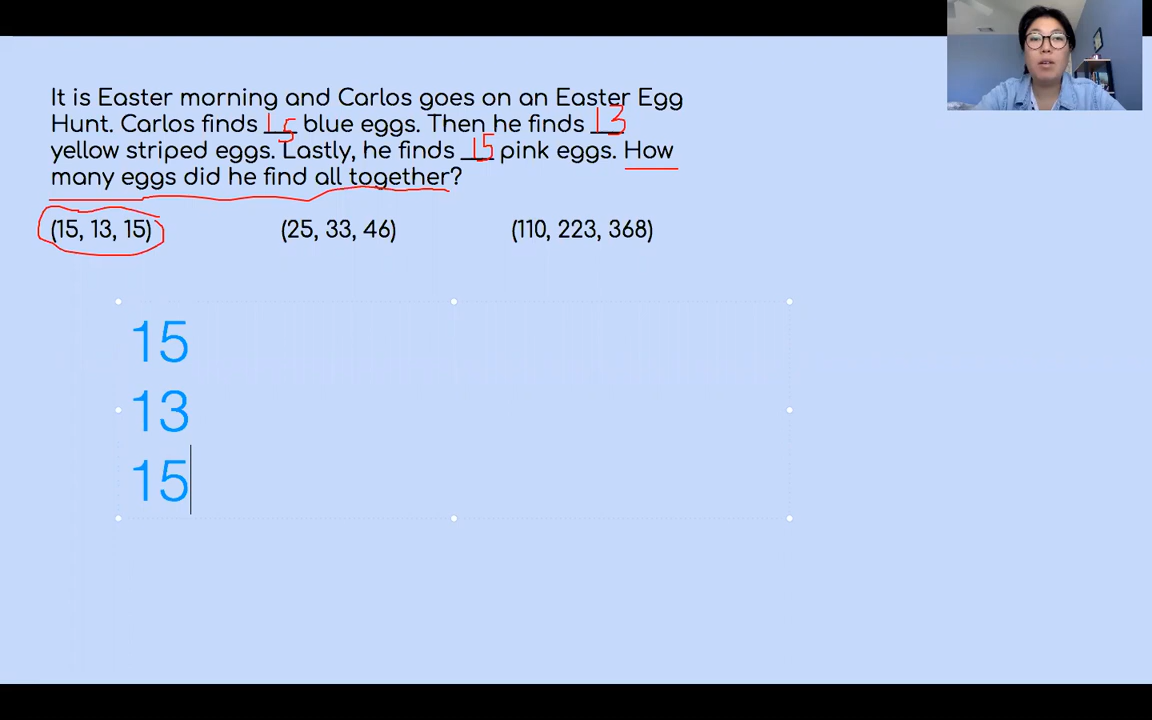 It is Easter morning and Carlos goes on an Easter Egg
Hunt. Carlos finds 15 blue eggs. Then he finds 13
yellow striped eggs. Lastly, he finds 15 pink eggs. How
many eggs did he find all together?
(15, 13, 15) (25, 33, 46) (110, 223, 368)
15
13
15